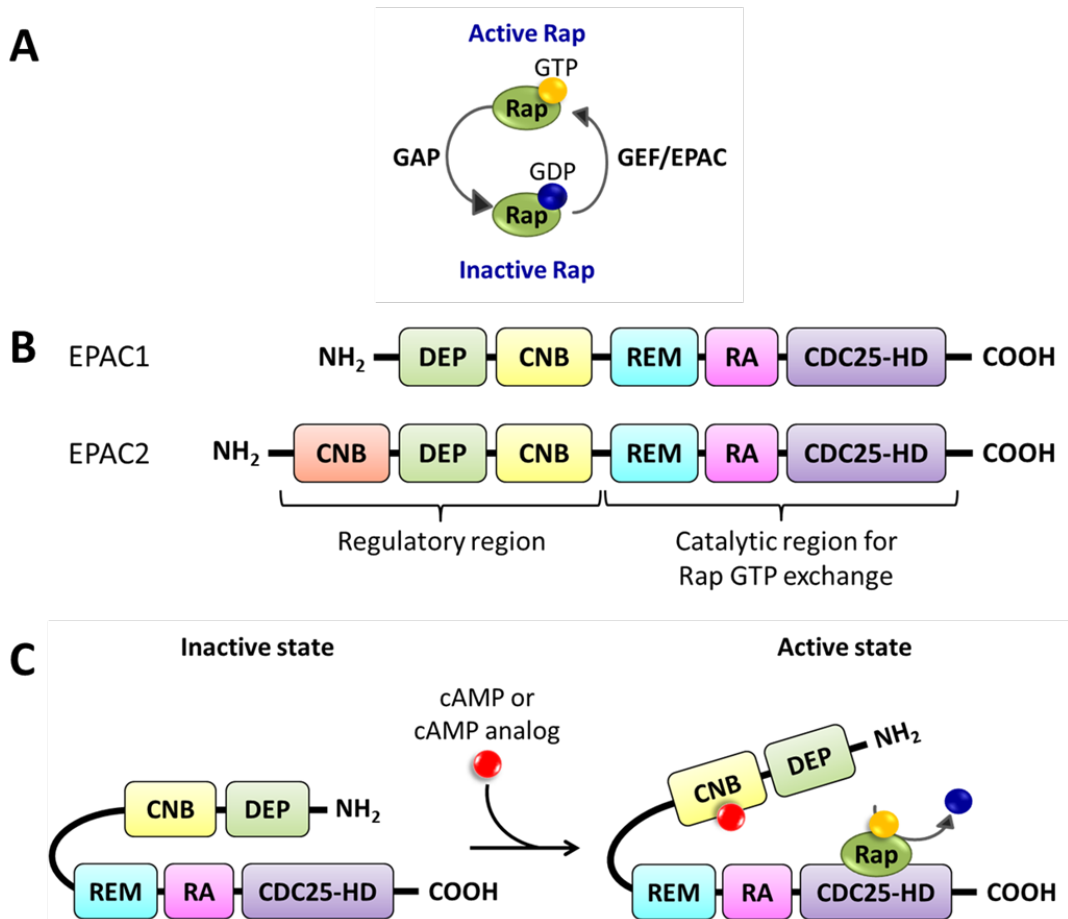 A
Active Rap
GTP
Rap
GAP
GEF/EPAC
GDP
Rap
Inactive Rap
B
EPAC1
NH2 DEP CNB REM RA CDC25-HD COOH
EPAC2
NH2 CNB DEP CNB REM RA CDC25-HD COOH
Regulatory region
Catalytic region for
Rap GTP exchange
C
Inactive state
Active state
cAMP or
cAMP analog
CNB DEP NH2
REM RA CDC25-HD COOH
CNB DEP NH2
Rap
REM RA CDC25-HD COOH